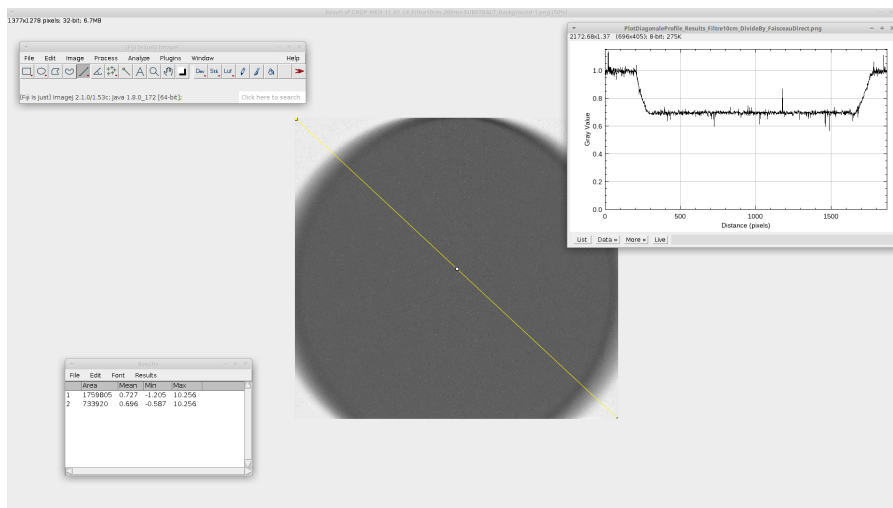 1377x1278 pixels; 32-bit; 6.7MB
(Fiji Is Just) ImageJ
File Edit Image Process Analyze Plugins Window Help
Dev Stk Lut
(Fiji Is Just) ImageJ 2.1.0/1.53c; Java 1.8.0_172 [64-bit];
Click here to search
PlotDiagonaleProfile_Results_Filtre10cm_DivideBy_FaisceauDirect.png
2172.68x1.37 (696x405); 8-bit; 275K
1.0
0.8
0.6
0.4
0.2
0.0
Gray Value
0 500 1000 1500
Distance (pixels)
List Data » More » Live
Results
File Edit Font Results
Area Mean Min Max
1 1759805 0.727 -1.205 10.256
2 733920 0.696 -0.587 10.256